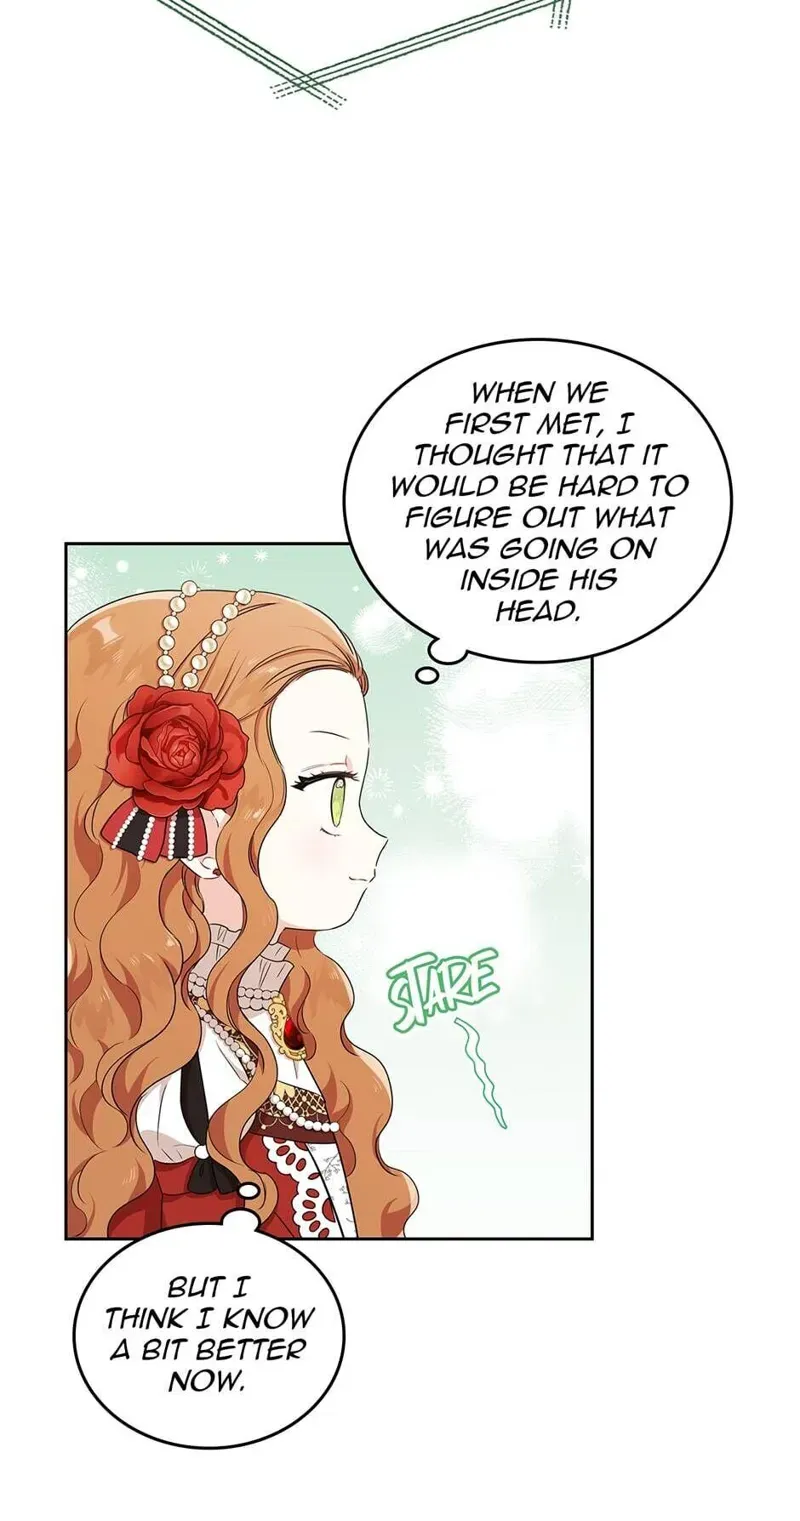 WHEN WE
FIRST MET, I
THOUGHT THAT IT
WOULD BE HARD TO
FIGURE OUT WHAT
WAS GOING ON
INSIDE HIS
HEAD.
STARE
BUT I
THINK I KNOW
A BIT BETTER
NOW.